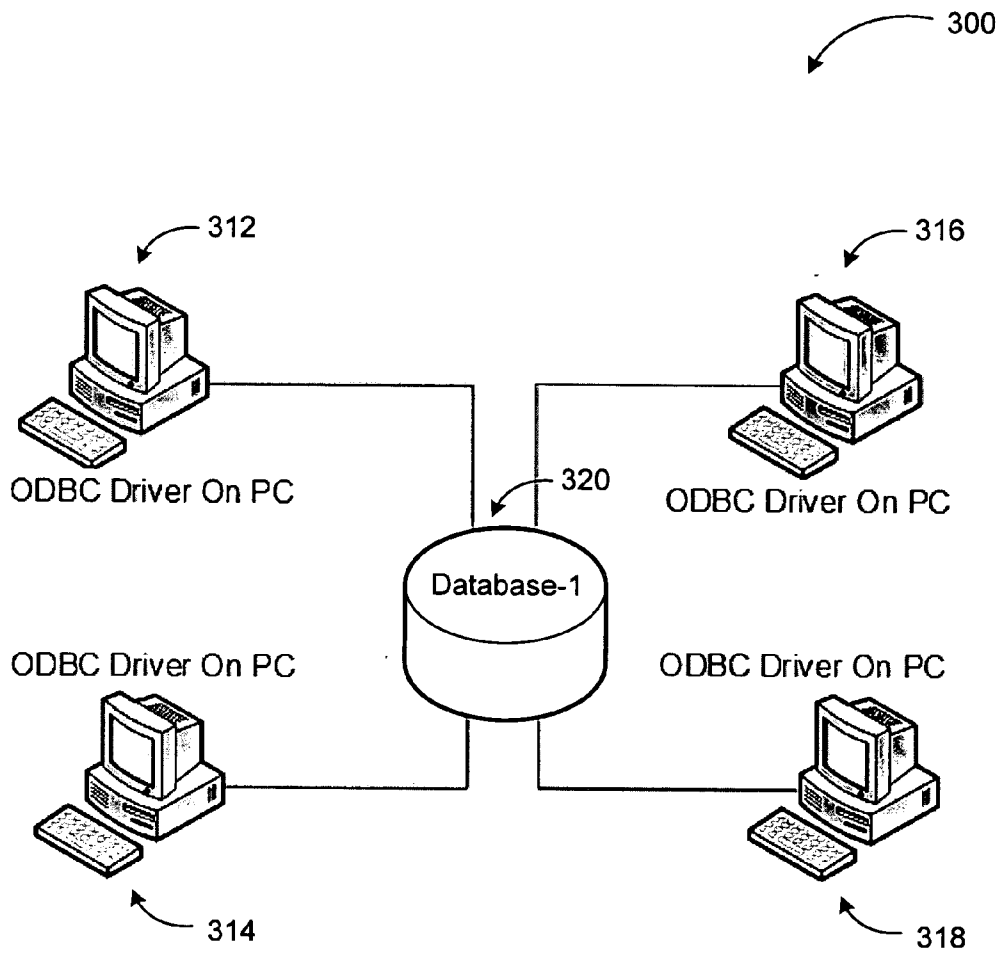 300
312
316
ODBC Driver On PC
320
ODBC Driver On PC
Database-1
ODBC Driver On PC
ODBC Driver On PC
314
318